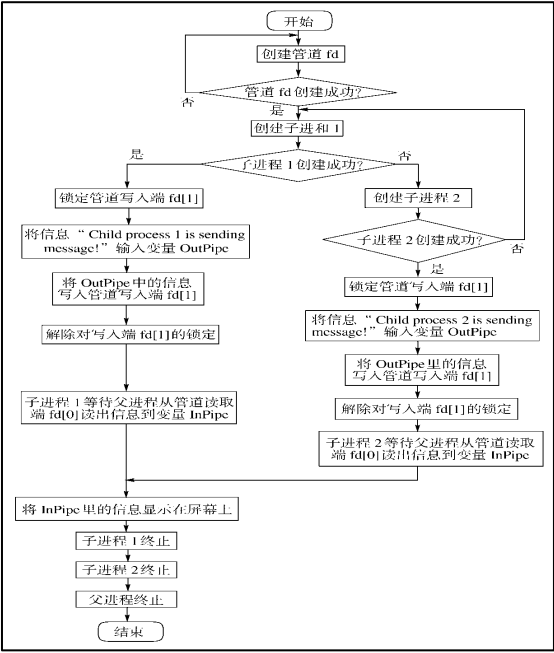 开始
创建管道 fd
管道 fd 创建成功？
否
是
创建子进和 1
子进程 1 创建成功？
是
否
锁定管道写入端 fd[1]
将信息“ Child process 1 is sending
message!”输入变量 OutPipe
将 OutPipe 中的信息
写入管道写入端 fd[1]
解除对写入端 fd[1]的锁定
子进程 1 等待父进程从管道读取
端 fd[0]读出信息到变量 InPipe
创建子进程 2
子进程 2 创建成功？
否
是
锁定管道写入端 fd[1]
将信息“ Child process 2 is sending
message!”输入变量 OutPipe
将 OutPipe 里的信息
写入管道写入端 fd[1]
解除对写入端 fd[1]的锁定
子进程 2 等待父进程从管道读取
端 fd[0]读出信息到变量 InPipe
将 InPipe 里的信息显示在屏幕上
子进程 1 终止
子进程 2 终止
父进程终止
结束